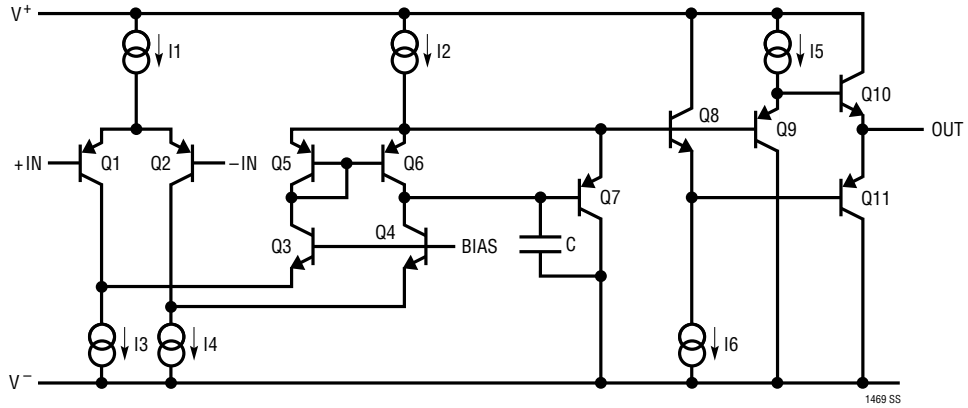 V+
I1
I2
I5
Q10
Q8
Q9
OUT
+IN
Q1
Q2
–IN
Q5
Q6
Q7
Q11
Q3
Q4
BIAS
C
I3
I4
I6
V–
1469 SS